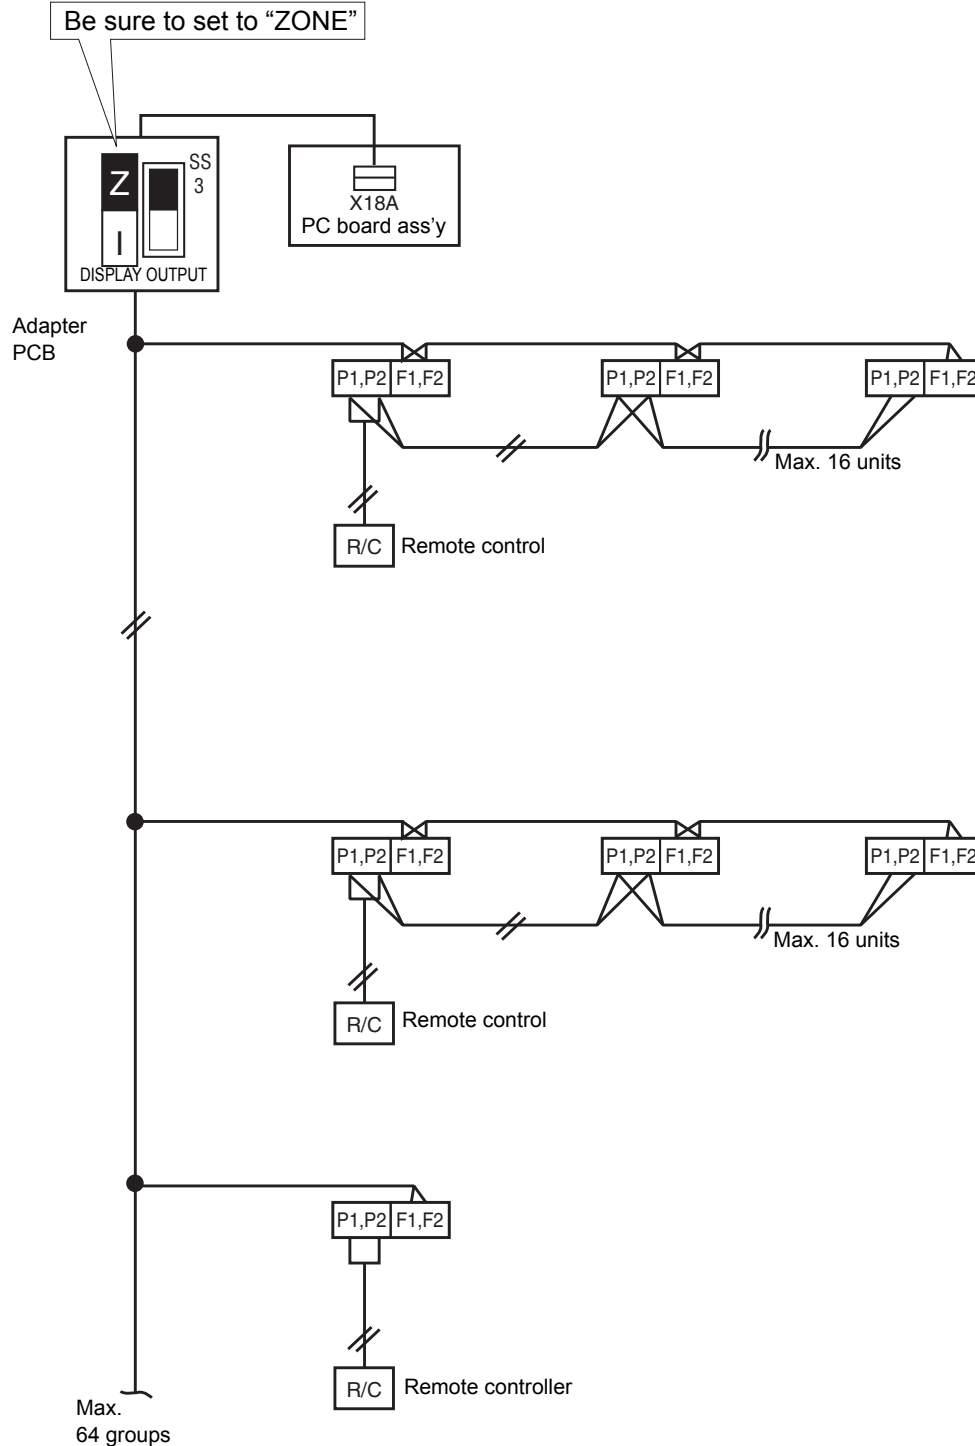 Be sure to set to “ZONE”
Z
I
SS
3
DISPLAY OUTPUT
X18A
PC board ass'y
Adapter
PCB
P1,P2 F1,F2
P1,P2 F1,F2
P1,P2 F1,F2
Max. 16 units
R/C
Remote control
P1,P2 F1,F2
P1,P2 F1,F2
P1,P2 F1,F2
Max. 16 units
R/C
Remote control
P1,P2 F1,F2
R/C
Remote controller
Max.
64 groups